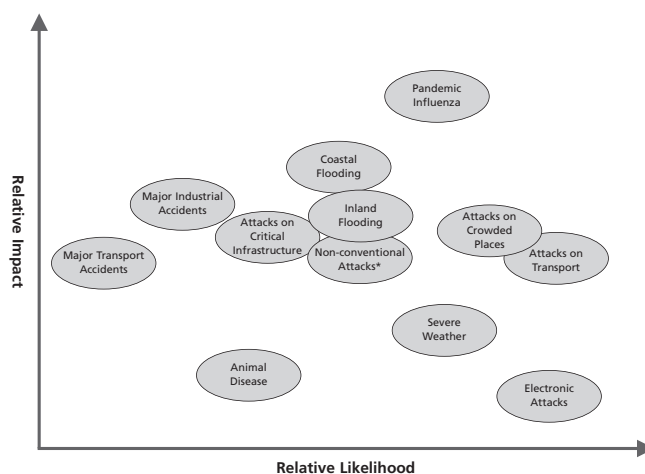 Pandemic
Influenza
Coastal
Flooding
Major Industrial
Accidents
Inland
Flooding
Attacks on
Crowded
Places
Attacks on
Critical
Infrastructure
Major Transport
Accidents
Non-conventional
Attacks*
Attacks on
Transport
Severe
Weather
Animal
Disease
Electronic
Attacks
Relative Impact
Relative Likelihood